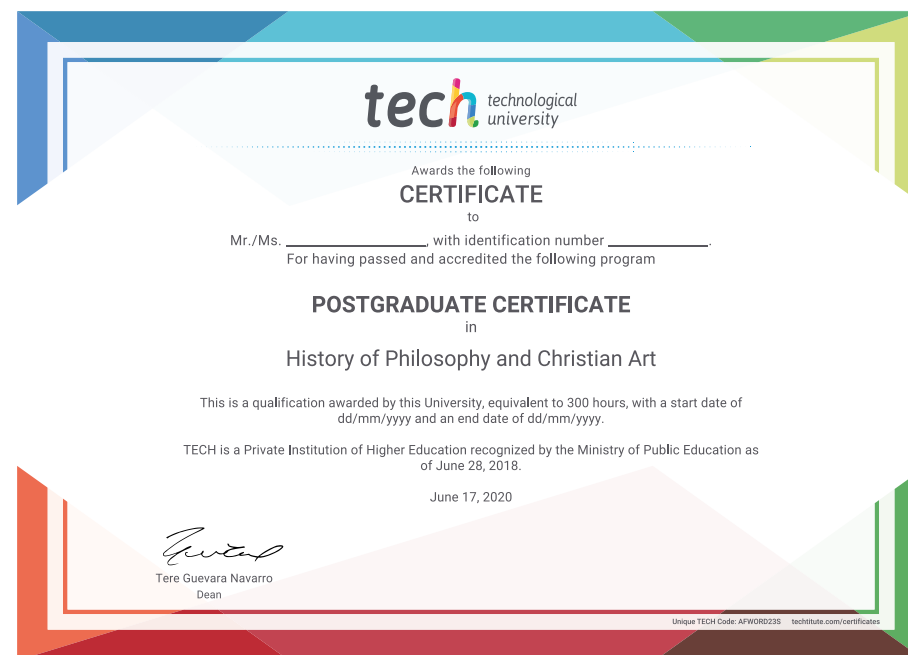 tech technological
university
Awards the following
CERTIFICATE
to
Mr./Ms. ____________, with identification number ____________.
For having passed and accredited the following program
POSTGRADUATE CERTIFICATE
in
History of Philosophy and Christian Art
This is a qualification awarded by this University, equivalent to 300 hours, with a start date of
dd/mm/yyyy and an end date of dd/mm/yyyy.
TECH is a Private Institution of Higher Education recognized by the Ministry of Public Education as
of June 28, 2018.
June 17, 2020
Tere Guevara Navarro
Dean
Unique TECH Code: AFWORD23S techtitute.com/certificates